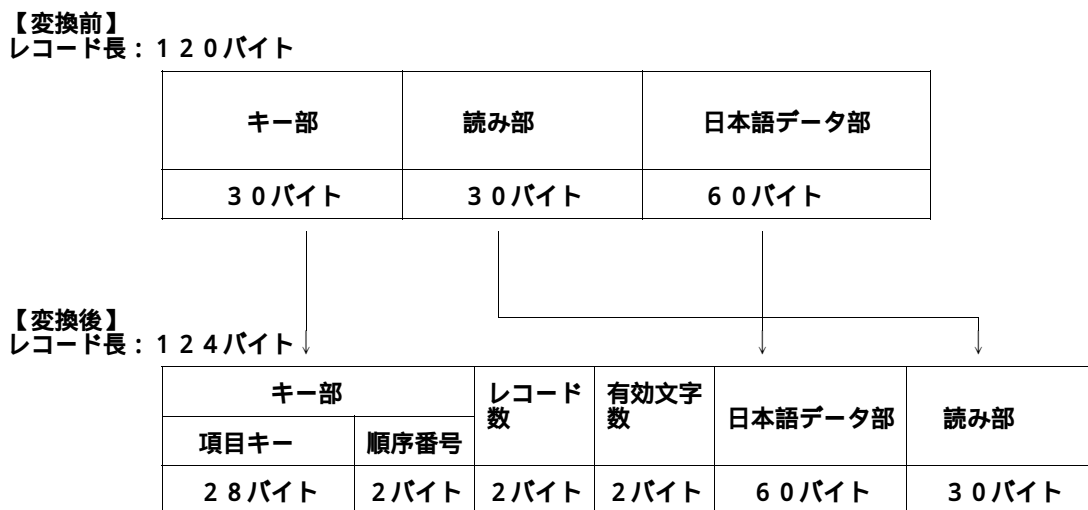 【変換前】
レコード長：１２０バイト
キー部 読み部 日本語データ部
３０バイト ３０バイト ６０バイト
【変換後】
レコード長：１２４バイト
キー部 レコード数 有効文字数 日本語データ部 読み部
項目キー 順序番号
２８バイト ２バイト ２バイト ２バイト ６０バイト ３０バイト